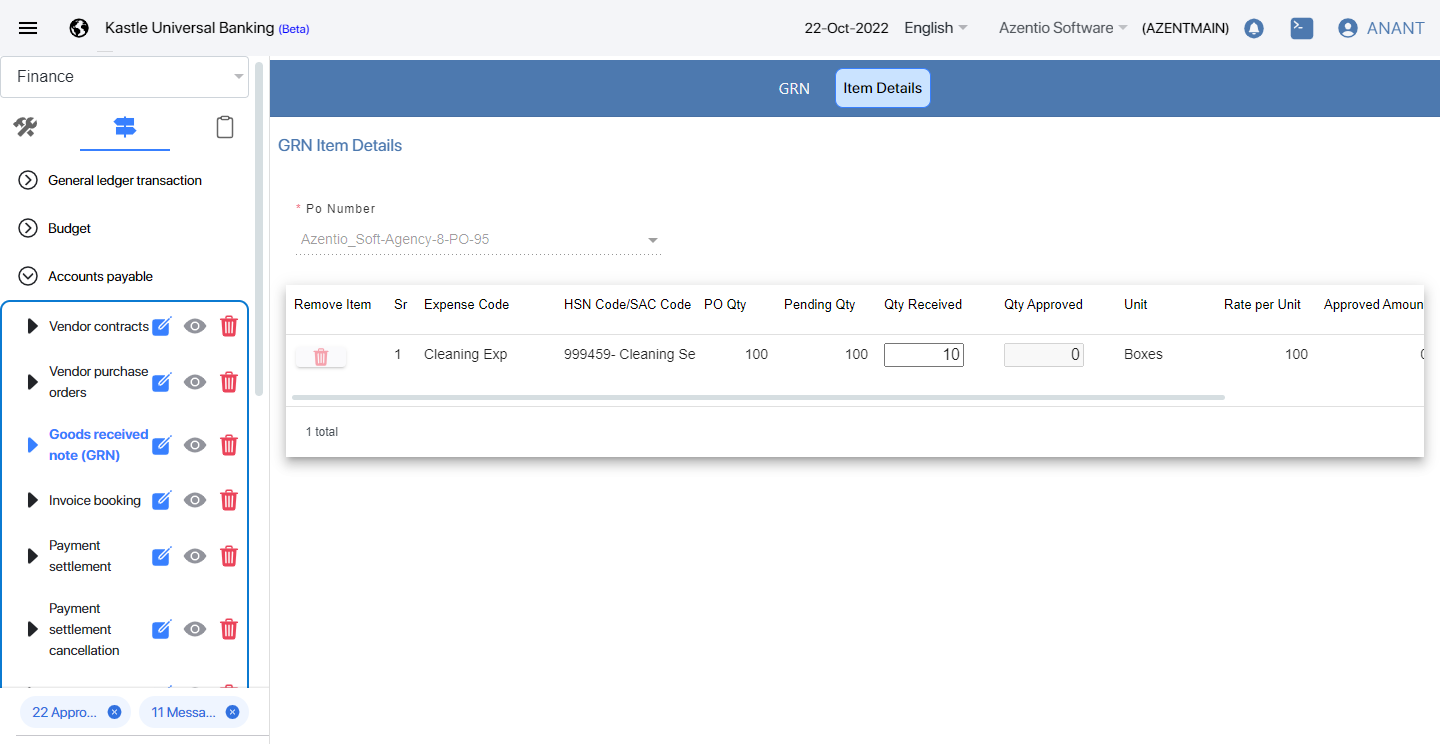 Kastle Universal Banking (Beta)
22-Oct-2022 English Azentio Software (AZENTMAIN) ANANT
Finance
General ledger transaction
Budget
Accounts payable
Vendor contracts
Vendor purchase
orders
Goods received
note (GRN)
Invoice booking
Payment
settlement
Payment
settlement
cancellation
22 Appro...
11 Messa...
GRN Item Details
GRN Item Details
* Po Number
Azentio_Soft-Agency-8-PO-95
Remove Item Sr Expense Code HSN Code/SAC Code PO Qty Pending Qty Qty Received Qty Approved Unit Rate per Unit Approved Amoun
1 Cleaning Exp 999459- Cleaning Se 100 100 10 0 Boxes 100
1 total